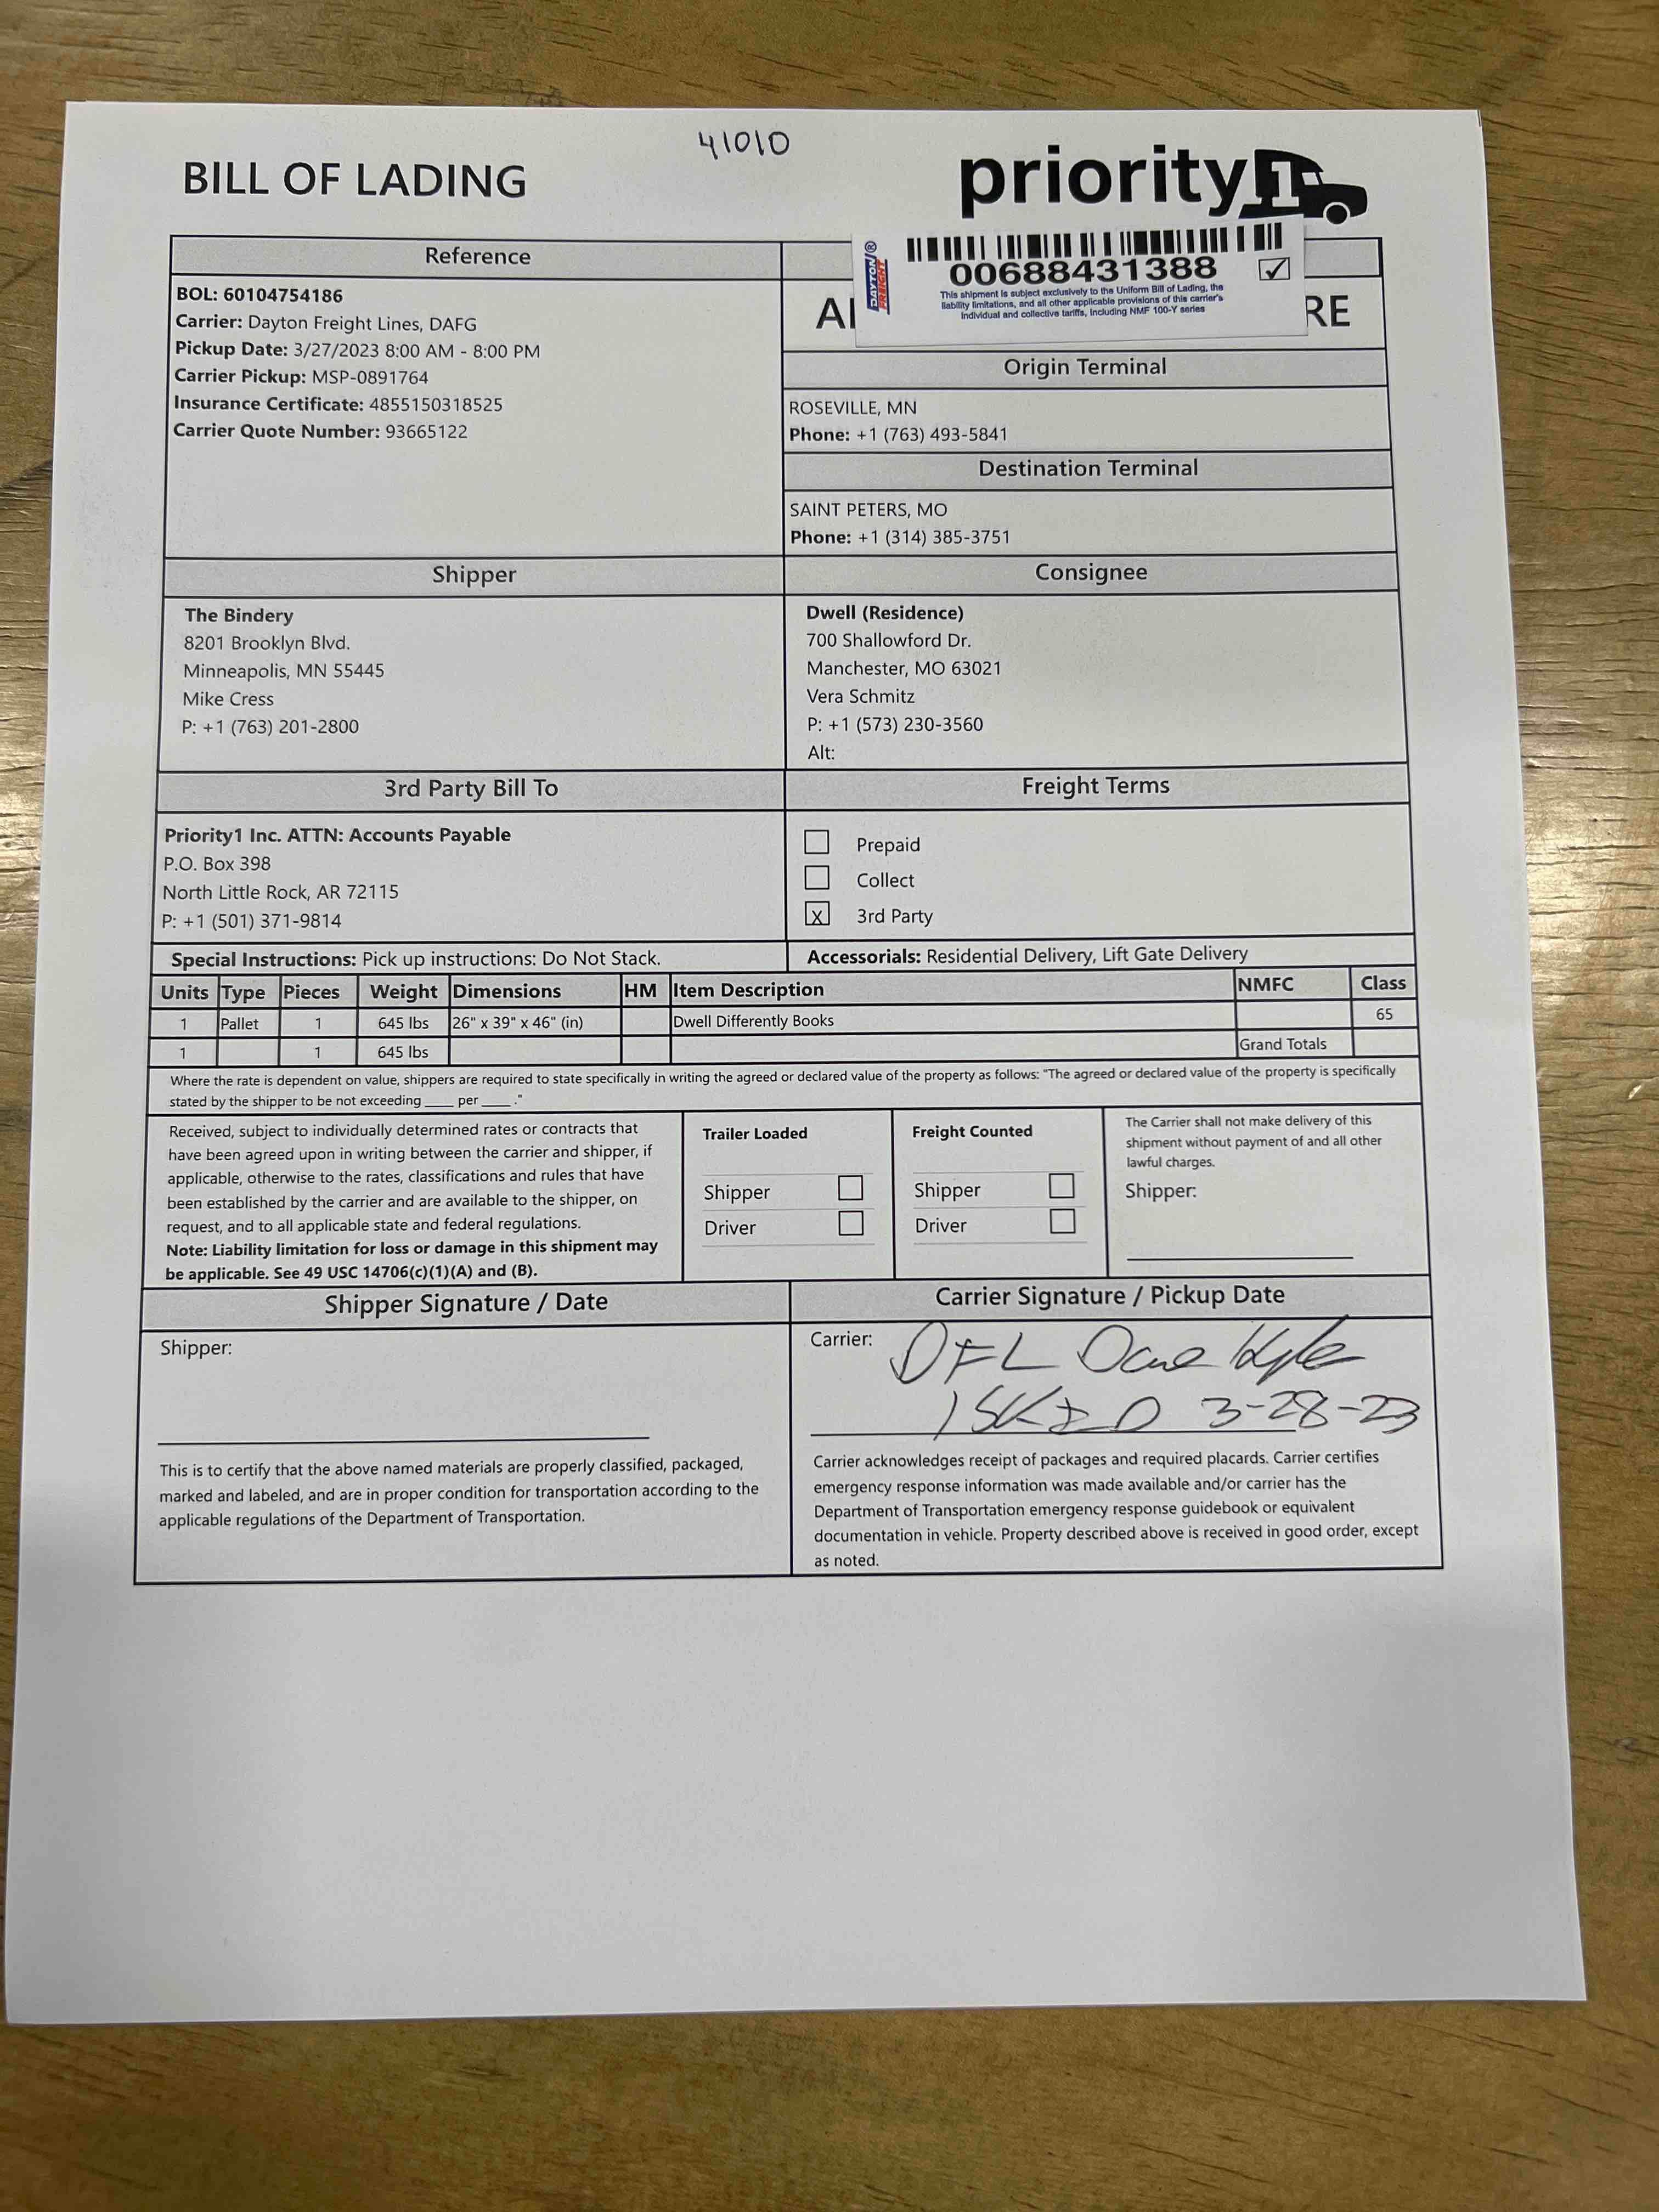 41010
BILL OF LADING
priority1
Reference
DAYTON FREIGHT ®
00688431388
This shipment is subject exclusively to the Uniform Bill of Lading, the
liability limitations, and all other applicable provisions of this carrier's
individual and collective tariffs, including NMF 100-Y series
RE
BOL: 60104754186
Carrier: Dayton Freight Lines, DAFG
Pickup Date: 3/27/2023 8:00 AM - 8:00 PM
Carrier Pickup: MSP-0891764
Insurance Certificate: 4855150318525
Carrier Quote Number: 93665122
Origin Terminal
ROSEVILLE, MN
Phone: +1 (763) 493-5841
Destination Terminal
SAINT PETERS, MO
Phone: +1 (314) 385-3751
Shipper
The Bindery
8201 Brooklyn Blvd.
Minneapolis, MN 55445
Mike Cress
P: +1 (763) 201-2800
Consignee
Dwell (Residence)
700 Shallowford Dr.
Manchester, MO 63021
Vera Schmitz
P: +1 (573) 230-3560
Alt:
3rd Party Bill To
Priority1 Inc. ATTN: Accounts Payable
P.O. Box 398
North Little Rock, AR 72115
P: +1 (501) 371-9814
Freight Terms
Prepaid
Collect
X 3rd Party
Special Instructions: Pick up instructions: Do Not Stack.
Accessorials: Residential Delivery, Lift Gate Delivery
Units Type Pieces Weight Dimensions HM Item Description NMFC Class
1 Pallet 1 645 lbs 26" x 39" x 46" (in) Dwell Differently Books 65
1 1 645 lbs Grand Totals
Where the rate is dependent on value, shippers are required to state specifically in writing the agreed or declared value of the property as follows: "The agreed or declared value of the property is specifically
stated by the shipper to be not exceeding ____ per ____ ."
Received, subject to individually determined rates or contracts that
have been agreed upon in writing between the carrier and shipper, if
applicable, otherwise to the rates, classifications and rules that have
been established by the carrier and are available to the shipper, on
request, and to all applicable state and federal regulations.
Note: Liability limitation for loss or damage in this shipment may
be applicable. See 49 USC 14706(c)(1)(A) and (B).
Trailer Loaded
Shipper
Driver
Freight Counted
Shipper
Driver
The Carrier shall not make delivery of this
shipment without payment of and all other
lawful charges.
Shipper:
Shipper Signature / Date
Shipper:
This is to certify that the above named materials are properly classified, packaged,
marked and labeled, and are in proper condition for transportation according to the
applicable regulations of the Department of Transportation.
Carrier Signature / Pickup Date
Carrier: DFL
1 SKID 3-28-23
Carrier acknowledges receipt of packages and required placards. Carrier certifies
emergency response information was made available and/or carrier has the
Department of Transportation emergency response guidebook or equivalent
documentation in vehicle. Property described above is received in good order, except
as noted.